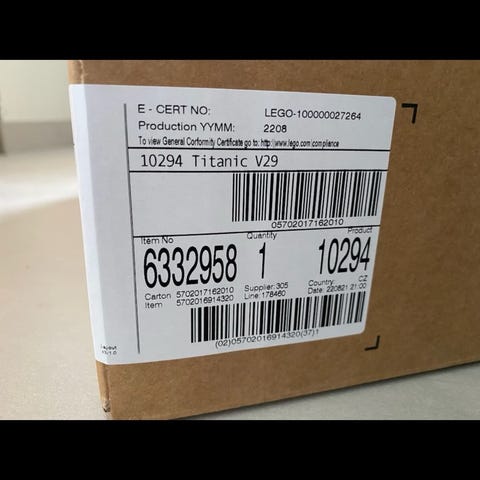 E - CERT NO: LEGO-100000027264
Production YYMM: 2208
To view General Conformity Certificate go to: http://www.lego.com/compliance
10294 Titanic V29
05702017162010
Item No Quantity Product
6332958 1 10294
Carton 5702017162010 Supplier: 305 Country: CZ
Item 5702016914320 Line: 178460 Date: 220821 21:00
(02)05702016914320(37)1
Layout